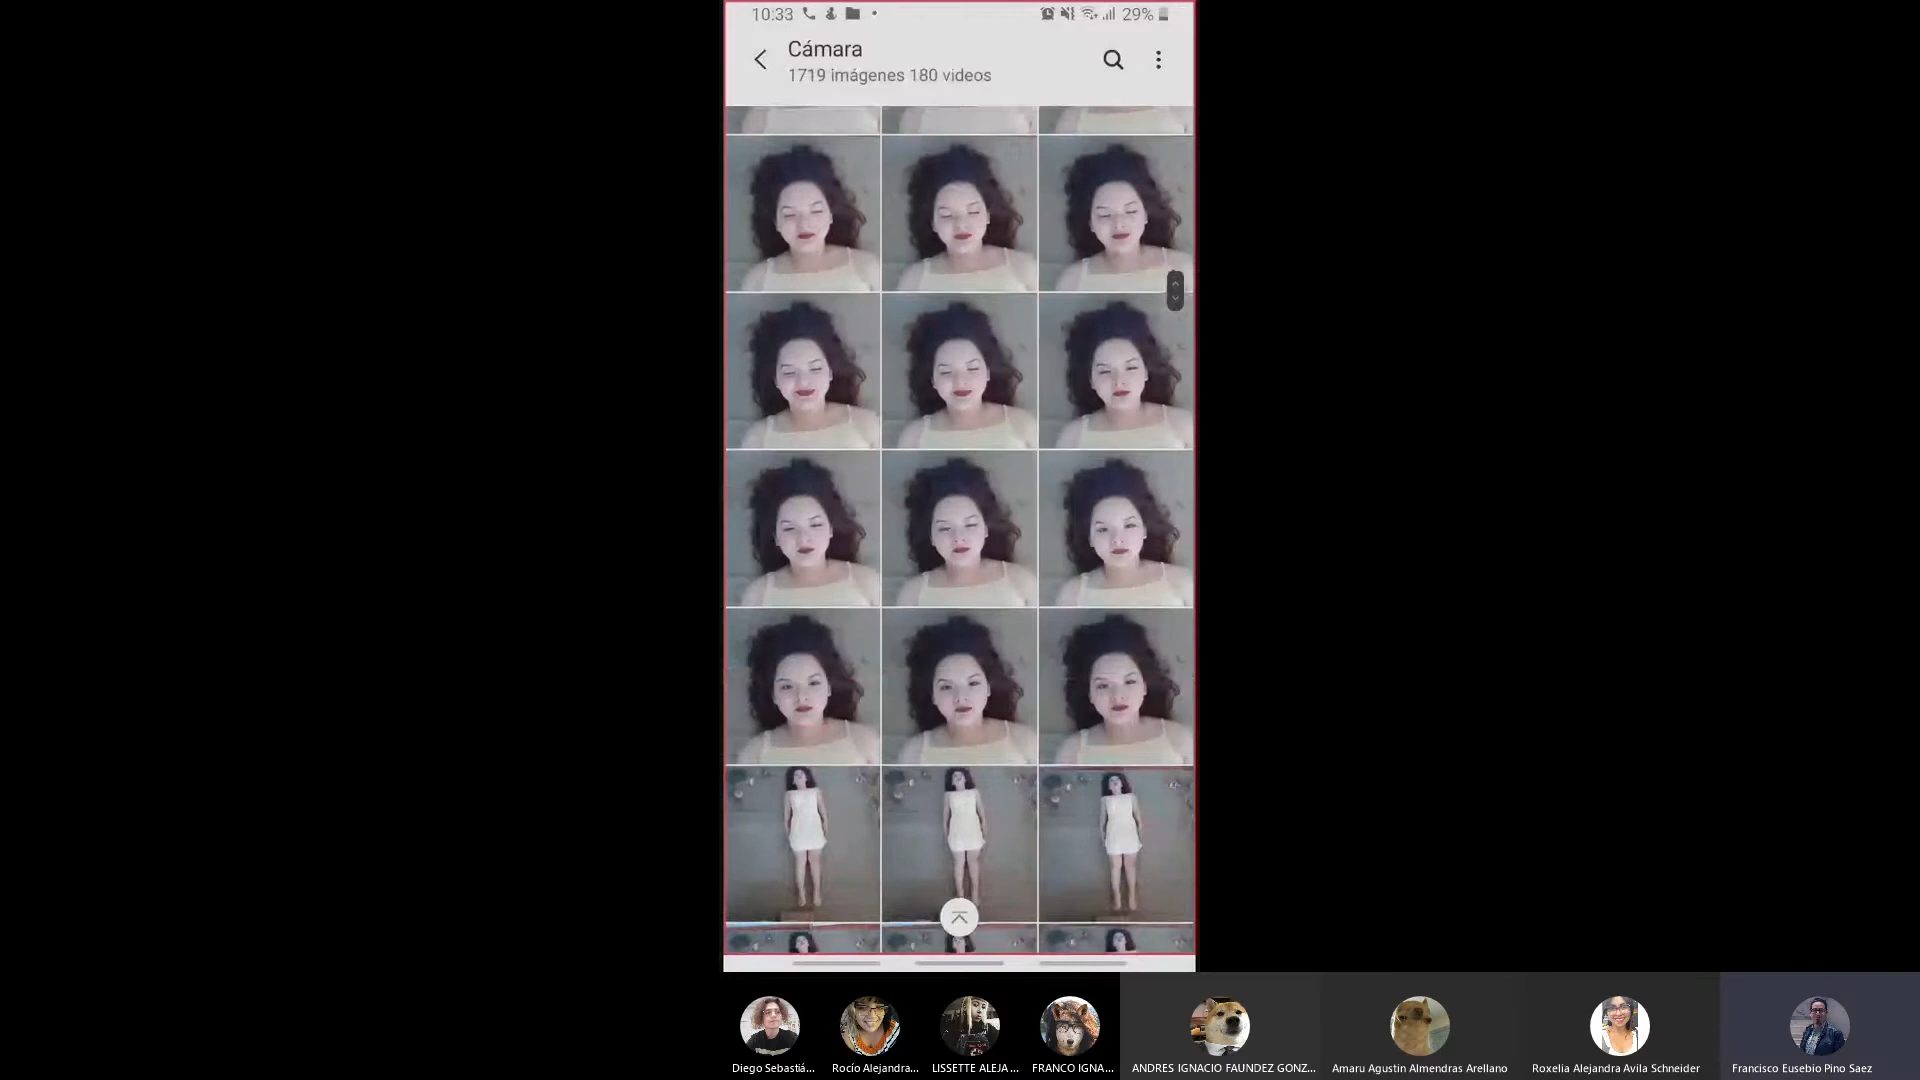 10:33
29%
Cámara
1719 imágenes 180 videos
Diego Sebastiá...
Rocío Alejandra...
LISSETTE ALEJA ...
FRANCO IGNA...
ANDRES IGNACIO FAUNDEZ GONZ...
Amaru Agustin Almendras Arellano
Roxelia Alejandra Avila Schneider
Francisco Eusebio Pino Saez